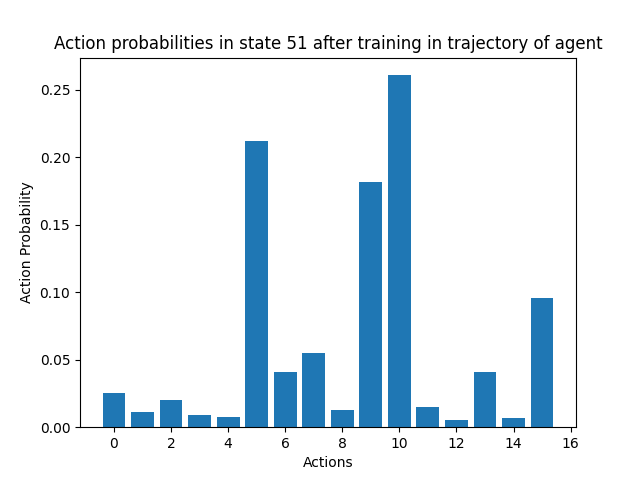 Action probabilities in state 51 after training in trajectory of agent
0.25
0.20
0.15
0.10
0.05
0.00
Action Probability
0 2 4 6 8 10 12 14 16
Actions